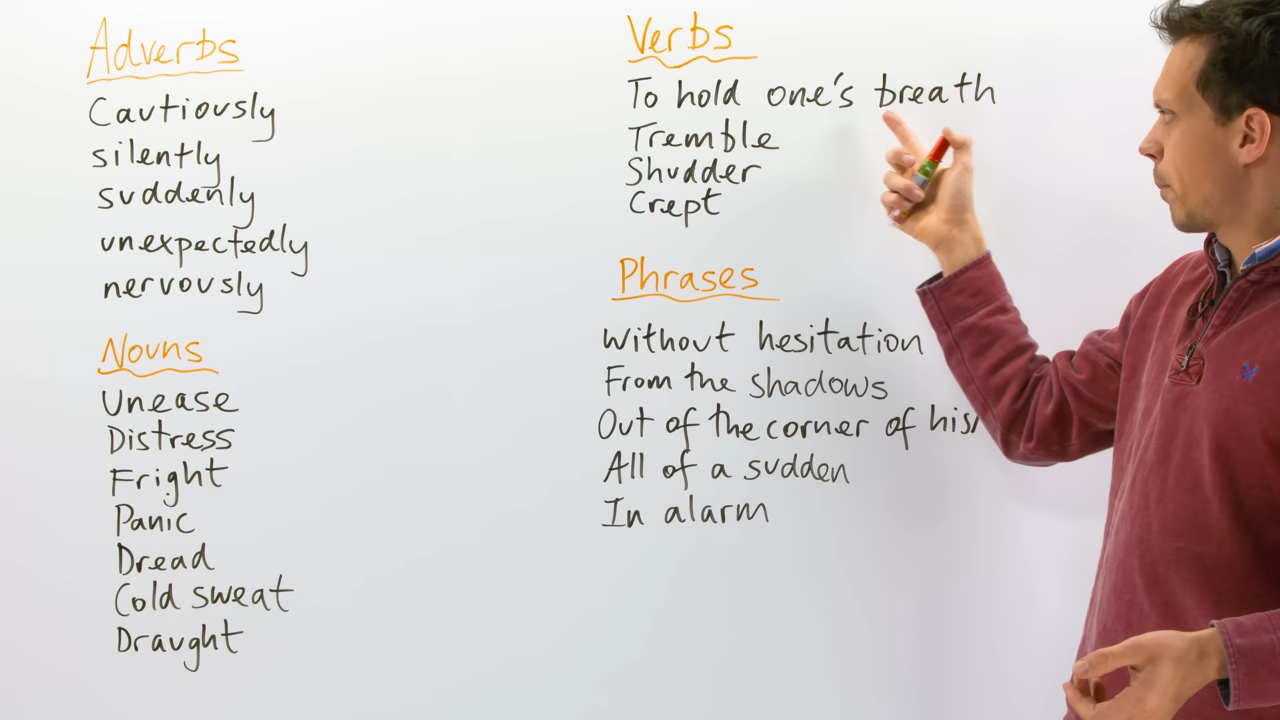 Adverbs
Cautiously
silently
suddenly
unexpectedly
nervously
Nouns
Unease
Distress
Fright
Panic
Dread
Cold sweat
Draught
Verbs
To hold one's breath
Tremble
Shudder
Crept
Phrases
Without hesitation
From the shadows
Out of the corner of his/
All of a sudden
In alarm